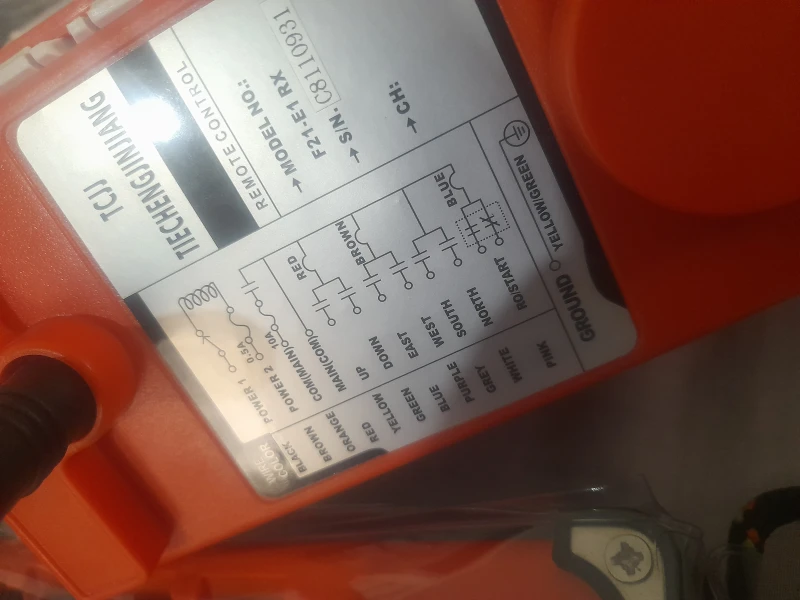 TCJJ
TIECHENGJINJIANG
REMOTE CONTROL
MODEL NO.:
F21-E1 RX
S/N. C8110931
CH:
WIRE COLOR
BLACK POWER 1
BROWN POWER 2 0.5A
ORANGE COM(MAIN) 10A
RED MAIN(COM)
YELLOW UP RED
GREEN DOWN
BLUE EAST BROWN
PURPLE WEST
GREY SOUTH BLUE
WHITE NORTH
PINK RO/START
GROUND YELLOW/GREEN